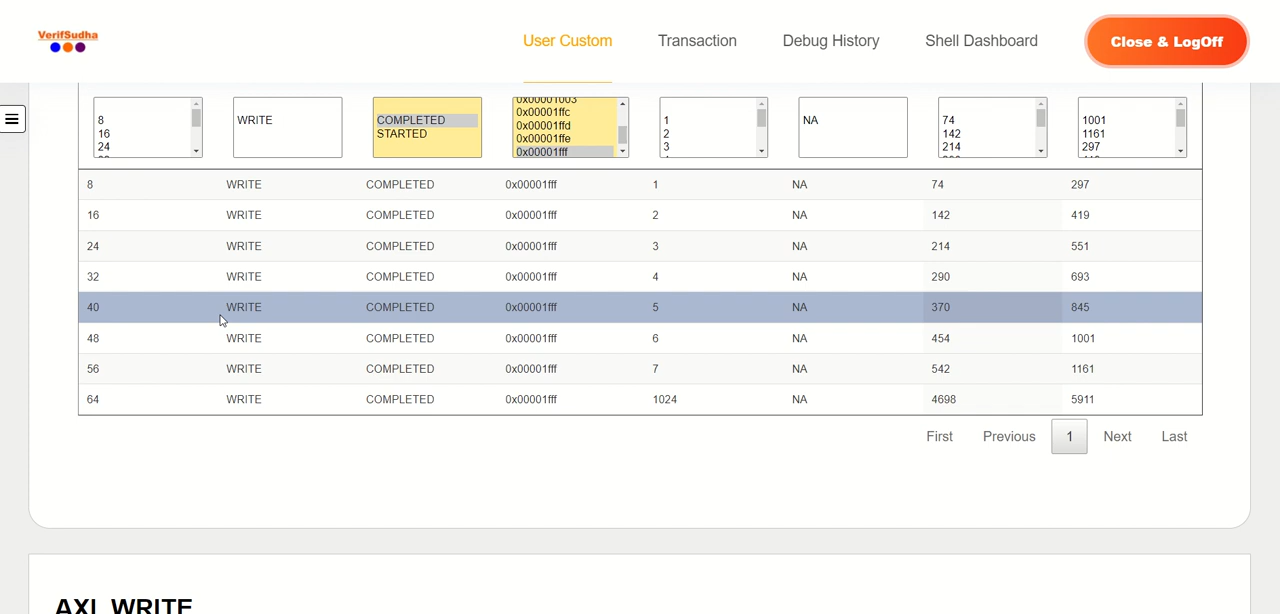 VerifSudha
User Custom Transaction Debug History Shell Dashboard Close & LogOff
0x00001003
8 WRITE COMPLETED 0x00001ffc 1 NA 74 1001
16 STARTED 0x00001ffd 2 142 1161
24 0x00001ffe 3 214 297
0x00001fff
8 WRITE COMPLETED 0x00001fff 1 NA 74 297
16 WRITE COMPLETED 0x00001fff 2 NA 142 419
24 WRITE COMPLETED 0x00001fff 3 NA 214 551
32 WRITE COMPLETED 0x00001fff 4 NA 290 693
40 WRITE COMPLETED 0x00001fff 5 NA 370 845
48 WRITE COMPLETED 0x00001fff 6 NA 454 1001
56 WRITE COMPLETED 0x00001fff 7 NA 542 1161
64 WRITE COMPLETED 0x00001fff 1024 NA 4698 5911
First Previous 1 Next Last
AXI WRITE